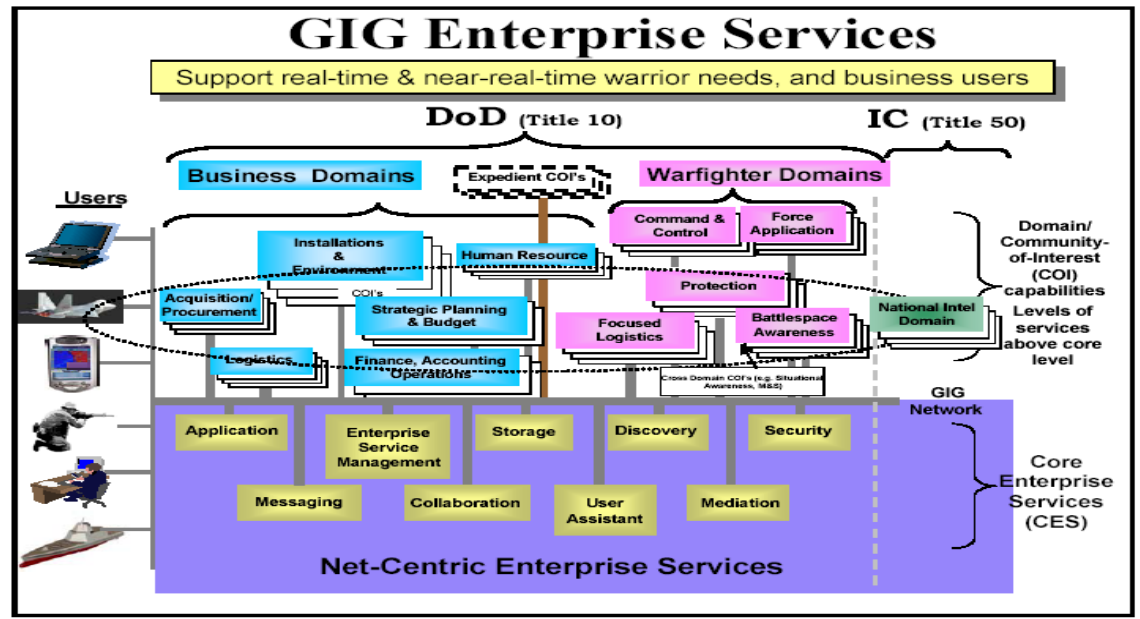 GIG Enterprise Services
Support real-time & near-real-time warrior needs, and business users
DoD (Title 10)
IC (Title 50)
Business Domains
Expedient COI's
Warfighter Domains
Users
Command &
Control
Force
Application
Installations
&
Environment
Human Resource
Domain/
Community-
of-Interest
(COI)
capabilities
COI's
Protection
Acquisition/
Procurement
Strategic Planning
& Budget
Focused
Logistics
Battlespace
Awareness
National Intel
Domain
Levels of
services
above core
level
Logistics
Finance, Accounting
Operations
Cross Domain COI's (e.g. Situational
Awareness, M&S)
GIG
Network
Application
Enterprise
Service
Management
Storage
Discovery
Security
Messaging
Collaboration
User
Assistant
Mediation
Core
Enterprise
Services
(CES)
Net-Centric Enterprise Services